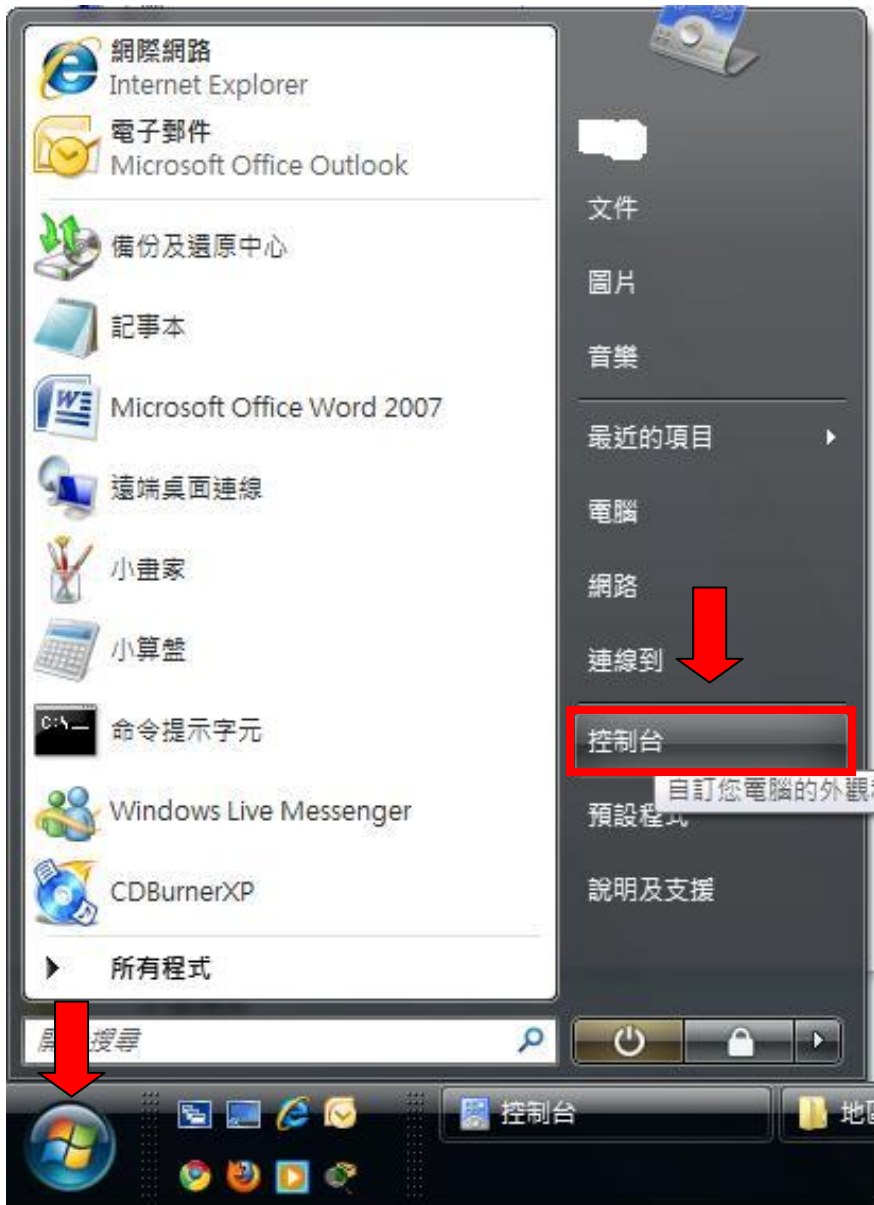 網際網路
Internet Explorer
電子郵件
Microsoft Office Outlook
備份及還原中心
記事本
Microsoft Office Word 2007
遠端桌面連線
小畫家
小算盤
命令提示字元
Windows Live Messenger
CDBurnerXP
所有程式
搜尋
文件
圖片
音樂
最近的項目
電腦
網路
連線到
控制台
自訂您電腦的外觀
預設程式
說明及支援
控制台
地